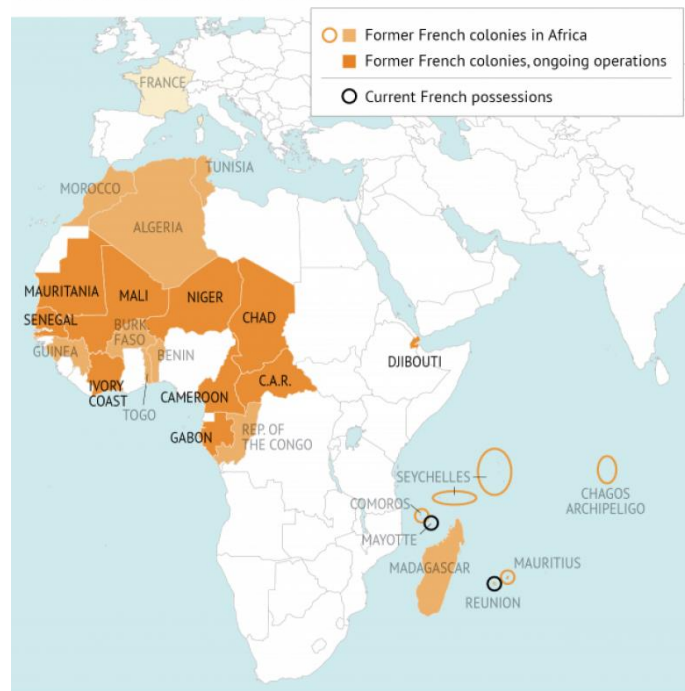 Former French colonies in Africa
Former French colonies, ongoing operations
Current French possessions
FRANCE
TUNISIA
MOROCCO
ALGERIA
MAURITANIA
MALI
NIGER
CHAD
SENEGAL
BURK.
FASO
GUINEA
BENIN
DJIBOUTI
IVORY
COAST
TOGO
CAMEROON
C.A.R.
GABON
REP. OF
THE CONGO
SEYCHELLES
CHAGOS
ARCHIPELIGO
COMOROS
MAYOTTE
MADAGASCAR
MAURITIUS
REUNION